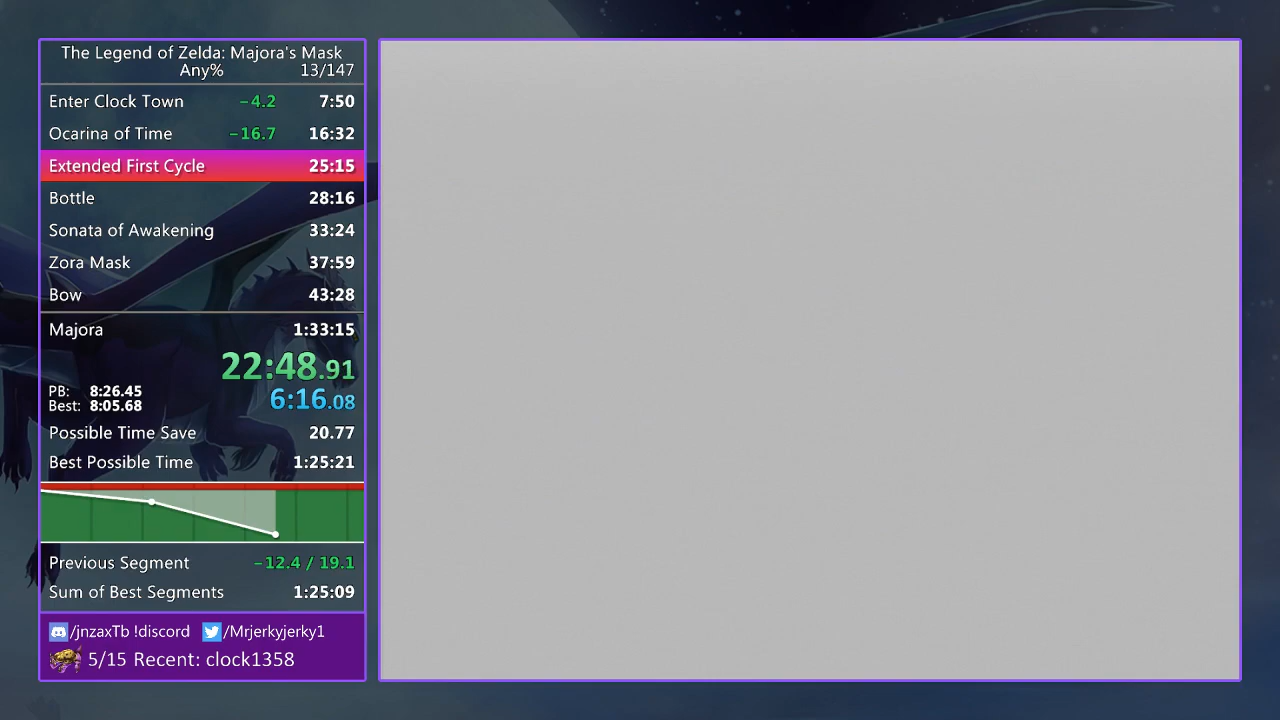 The Legend of Zelda: Majora's Mask
Any% 13/147
Enter Clock Town −4.2 7:50
Ocarina of Time −16.7 16:32
Extended First Cycle 25:15
Bottle 28:16
Sonata of Awakening 33:24
Zora Mask 37:59
Bow 43:28
Majora 1:33:15
22:48.91
PB: 8:26.45
Best: 8:05.68
6:16.08
Possible Time Save 20.77
Best Possible Time 1:25:21
Previous Segment −12.4 / 19.1
Sum of Best Segments 1:25:09
/jnzaxTb !discord /Mrjerkyjerky1
5/15 Recent: clock1358